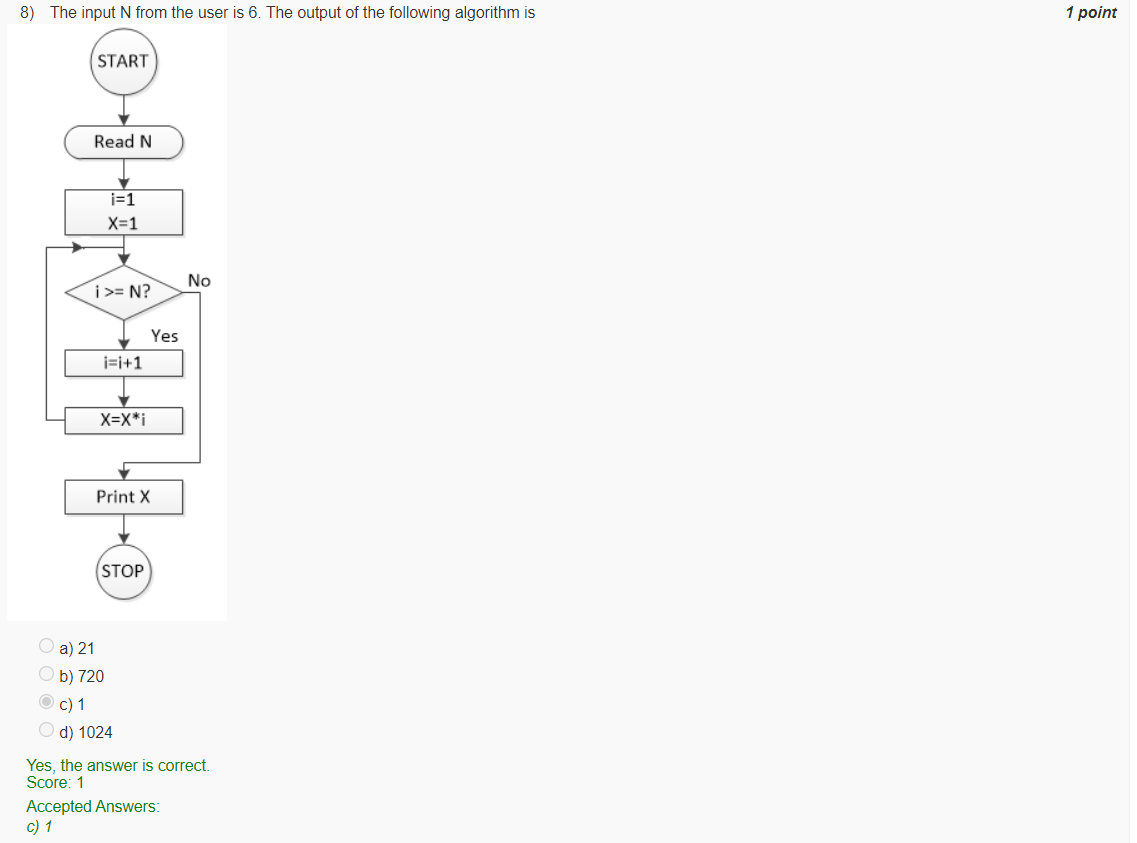 8) The input N from the user is 6. The output of the following algorithm is
1 point
START
Read N
i=1
X=1
i >= N?
No
Yes
i=i+1
X=X*i
Print X
STOP
a) 21
b) 720
c) 1
d) 1024
Yes, the answer is correct.
Score: 1
Accepted Answers:
c) 1